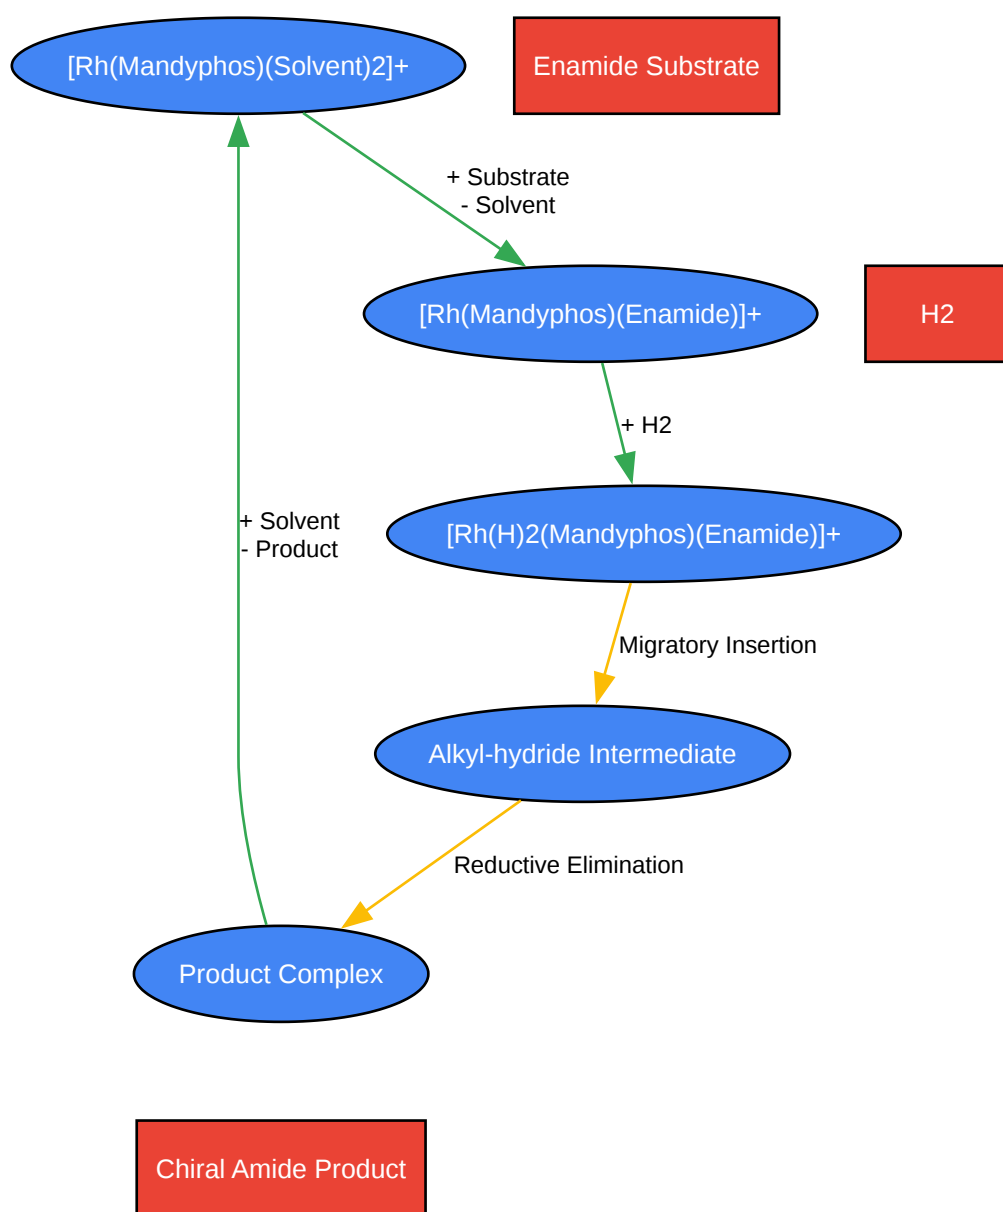 [Rh(Mandyphos)(Solvent)2]+
Enamide Substrate
+ Substrate
- Solvent
[Rh(Mandyphos)(Enamide)]+
H2
+ H2
[Rh(H)2(Mandyphos)(Enamide)]+
+ Solvent
- Product
Migratory Insertion
Alkyl-hydride Intermediate
Reductive Elimination
Product Complex
Chiral Amide Product